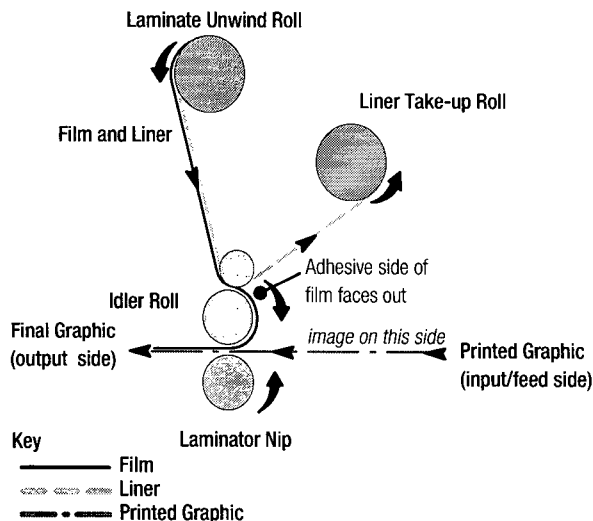 Laminate Unwind Roll
Liner Take-up Roll
Film and Liner
Adhesive side of
film faces out
Idler Roll
Final Graphic
(output side)
image on this side
Printed Graphic
(input/feed side)
Laminator Nip
Key
Film
Liner
Printed Graphic